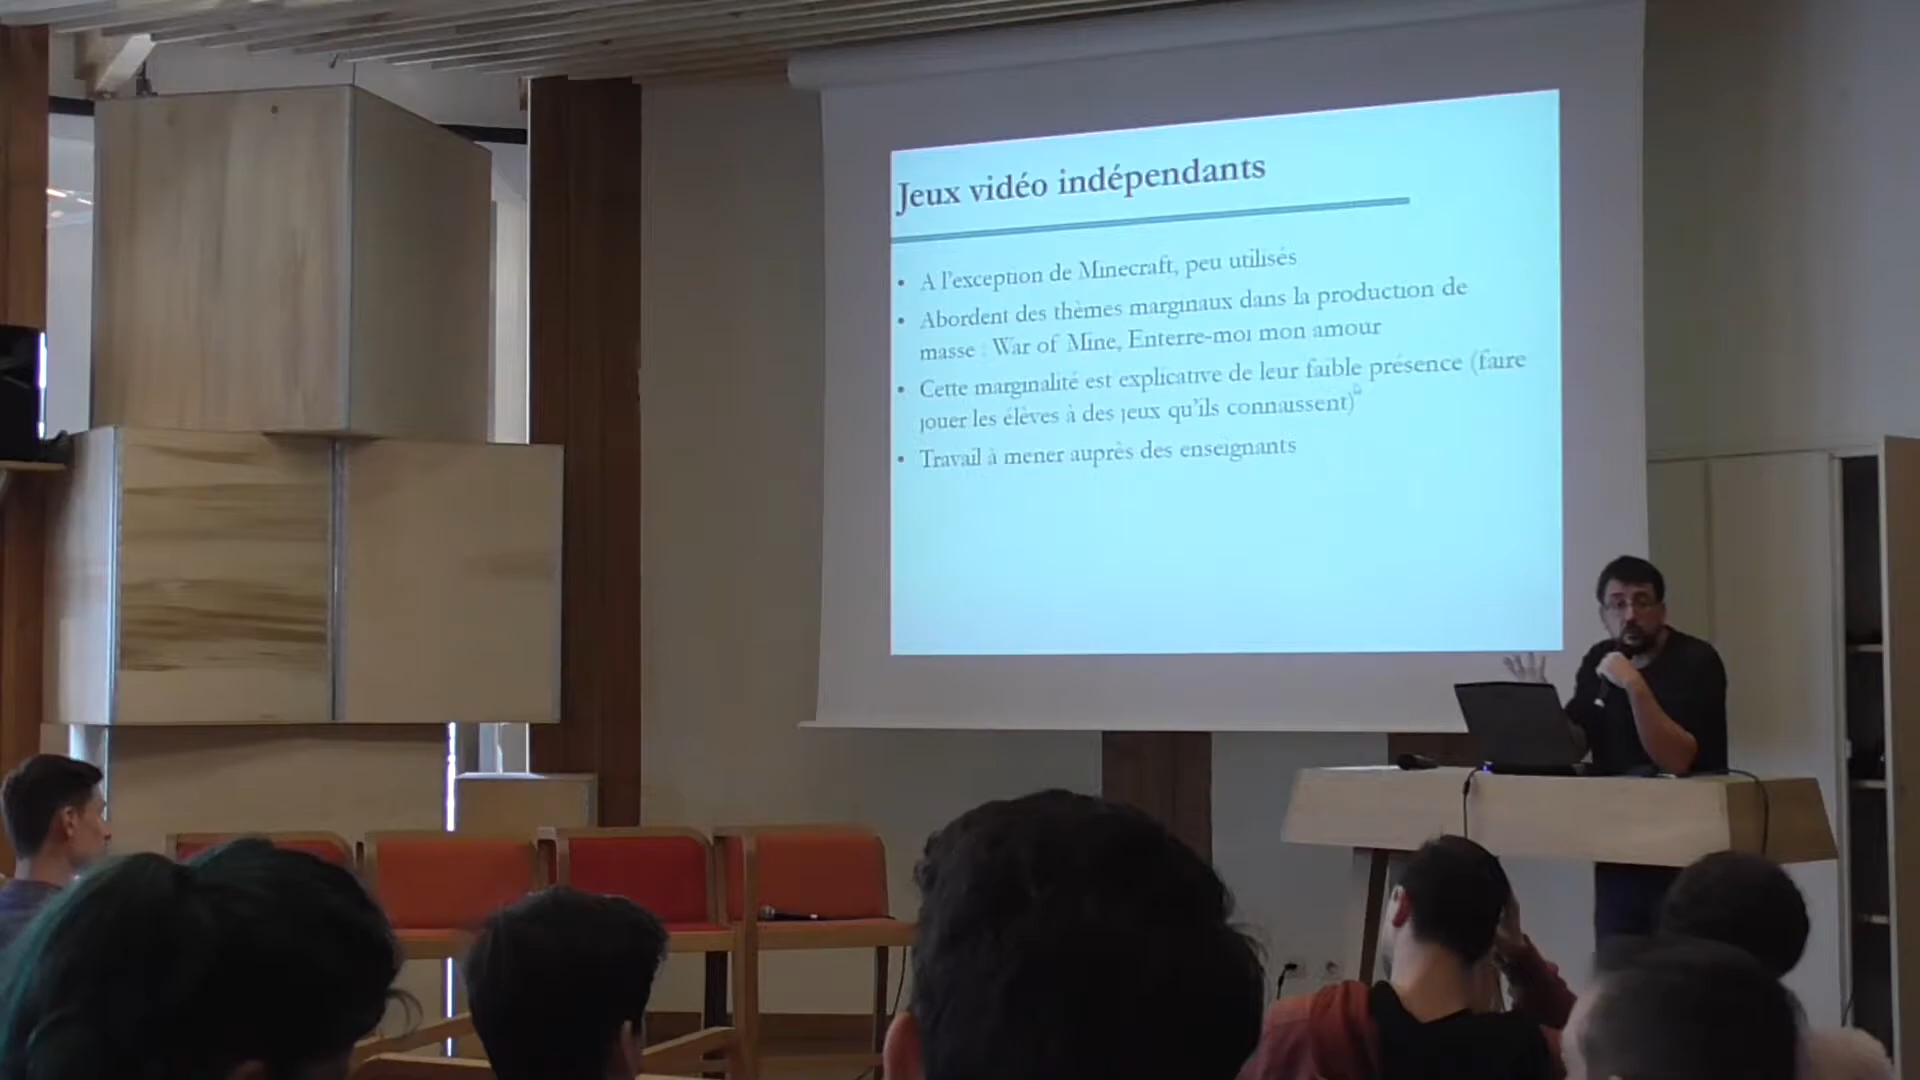 Jeux vidéo indépendants
• A l'exception de Minecraft, peu utilisés
• Abordent des thèmes marginaux dans la production de
masse : War of Mine, Enterre-moi mon amour
• Cette marginalité est explicative de leur faible présence (faire
jouer les élèves à des jeux qu'ils connaissent)
• Travail à mener auprès des enseignants